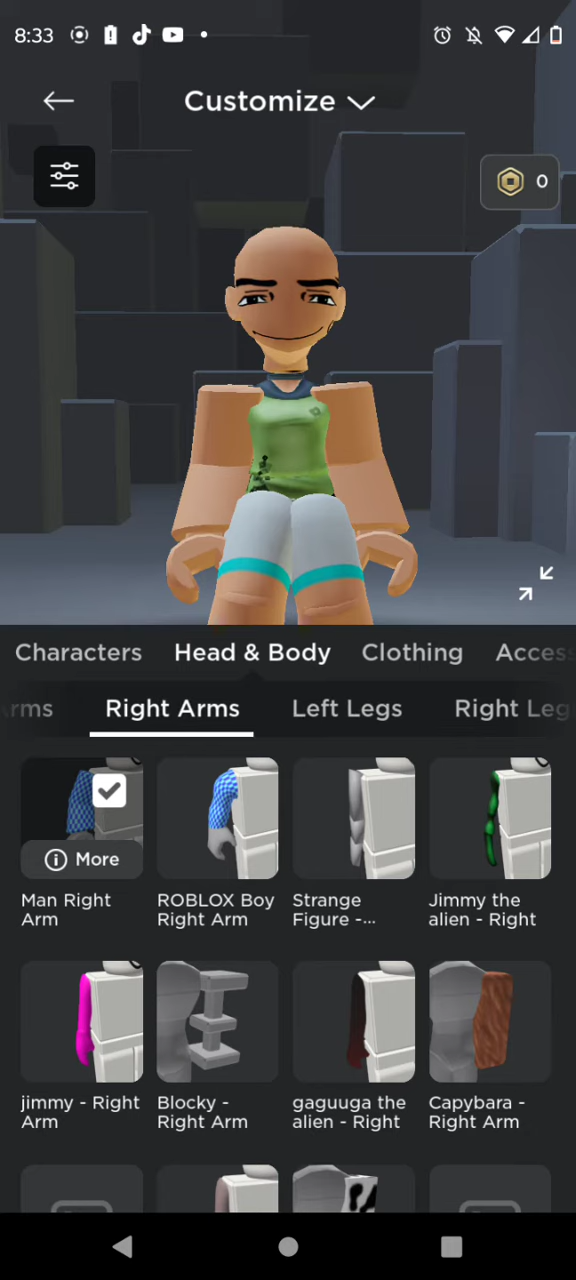 8:33
Customize
0
Characters Head & Body Clothing Access
rms Right Arms Left Legs Right Leg
More
Man Right
Arm
ROBLOX Boy
Right Arm
Strange
Figure -...
Jimmy the
alien - Right
jimmy - Right
Arm
Blocky -
Right Arm
gaguuga the
alien - Right
Capybara -
Right Arm